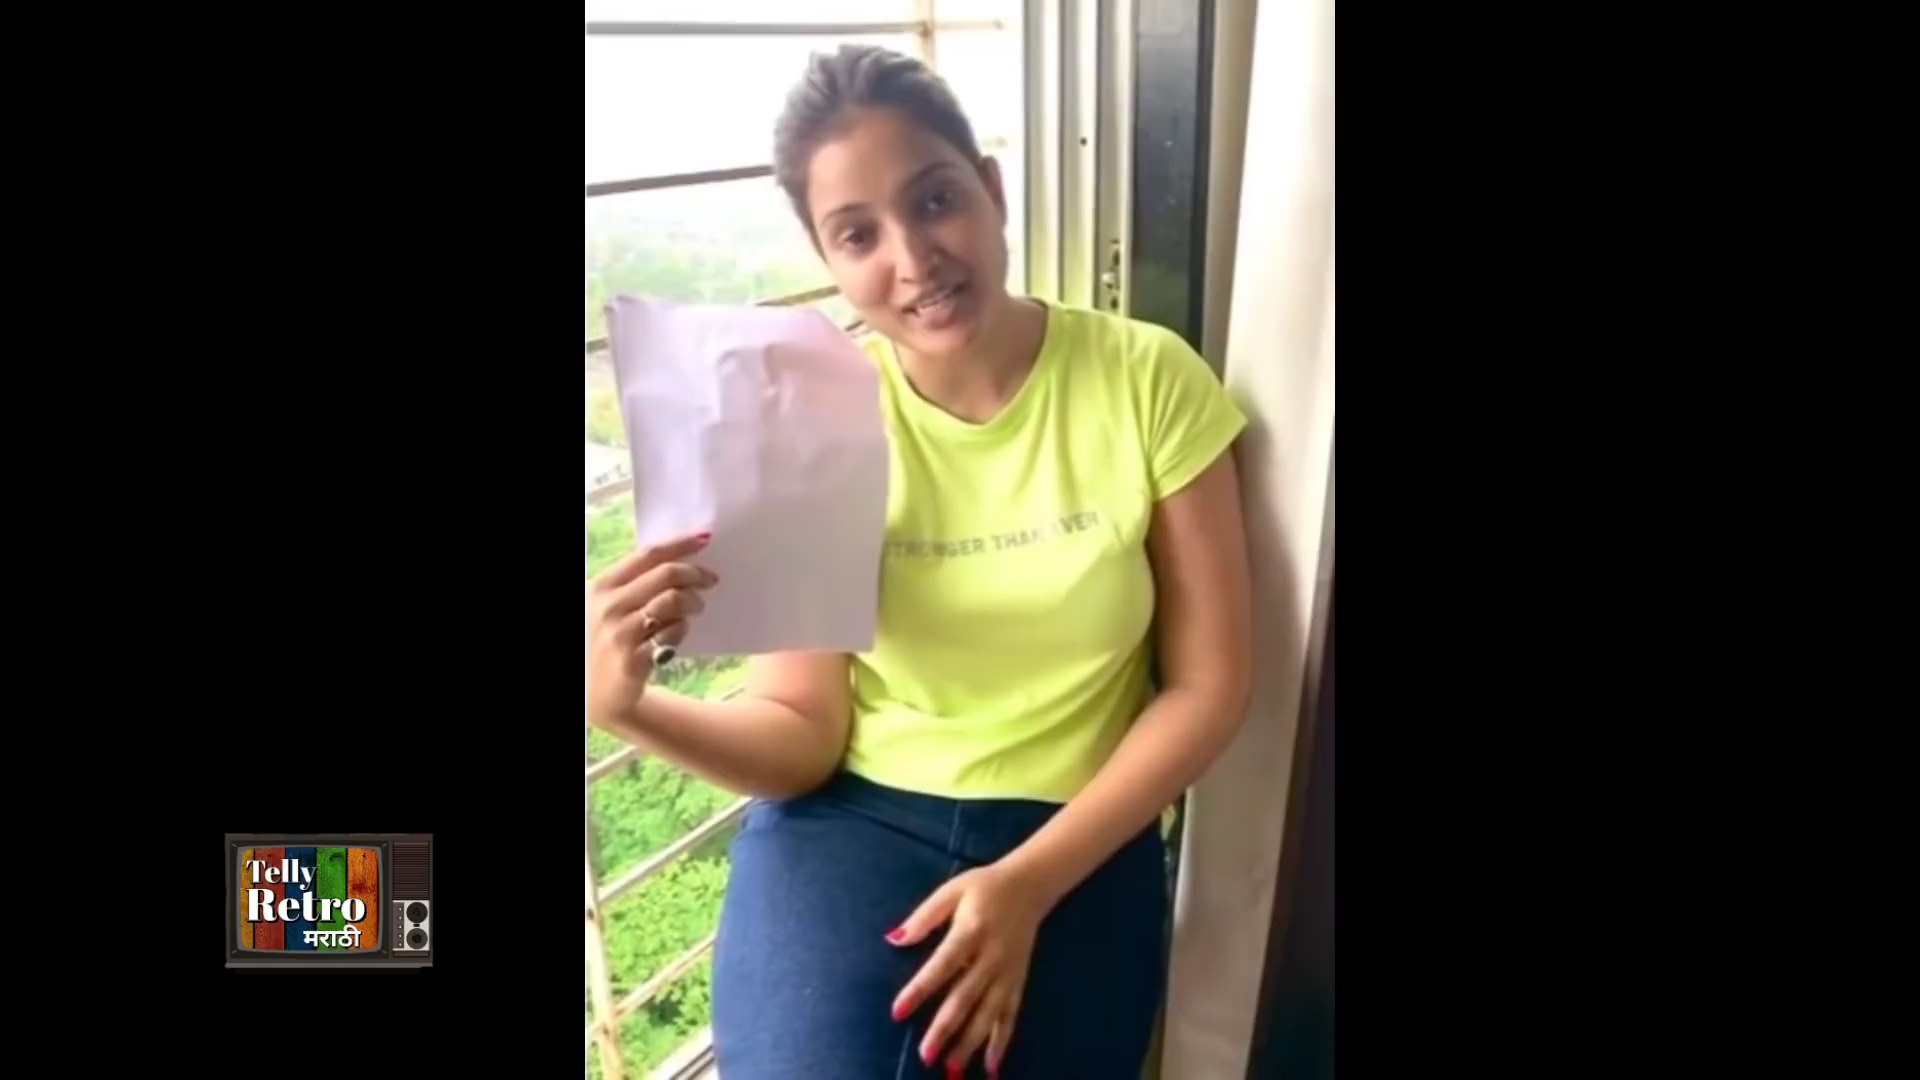 STRONGER THAN EVER
Telly
Retro
मराठी